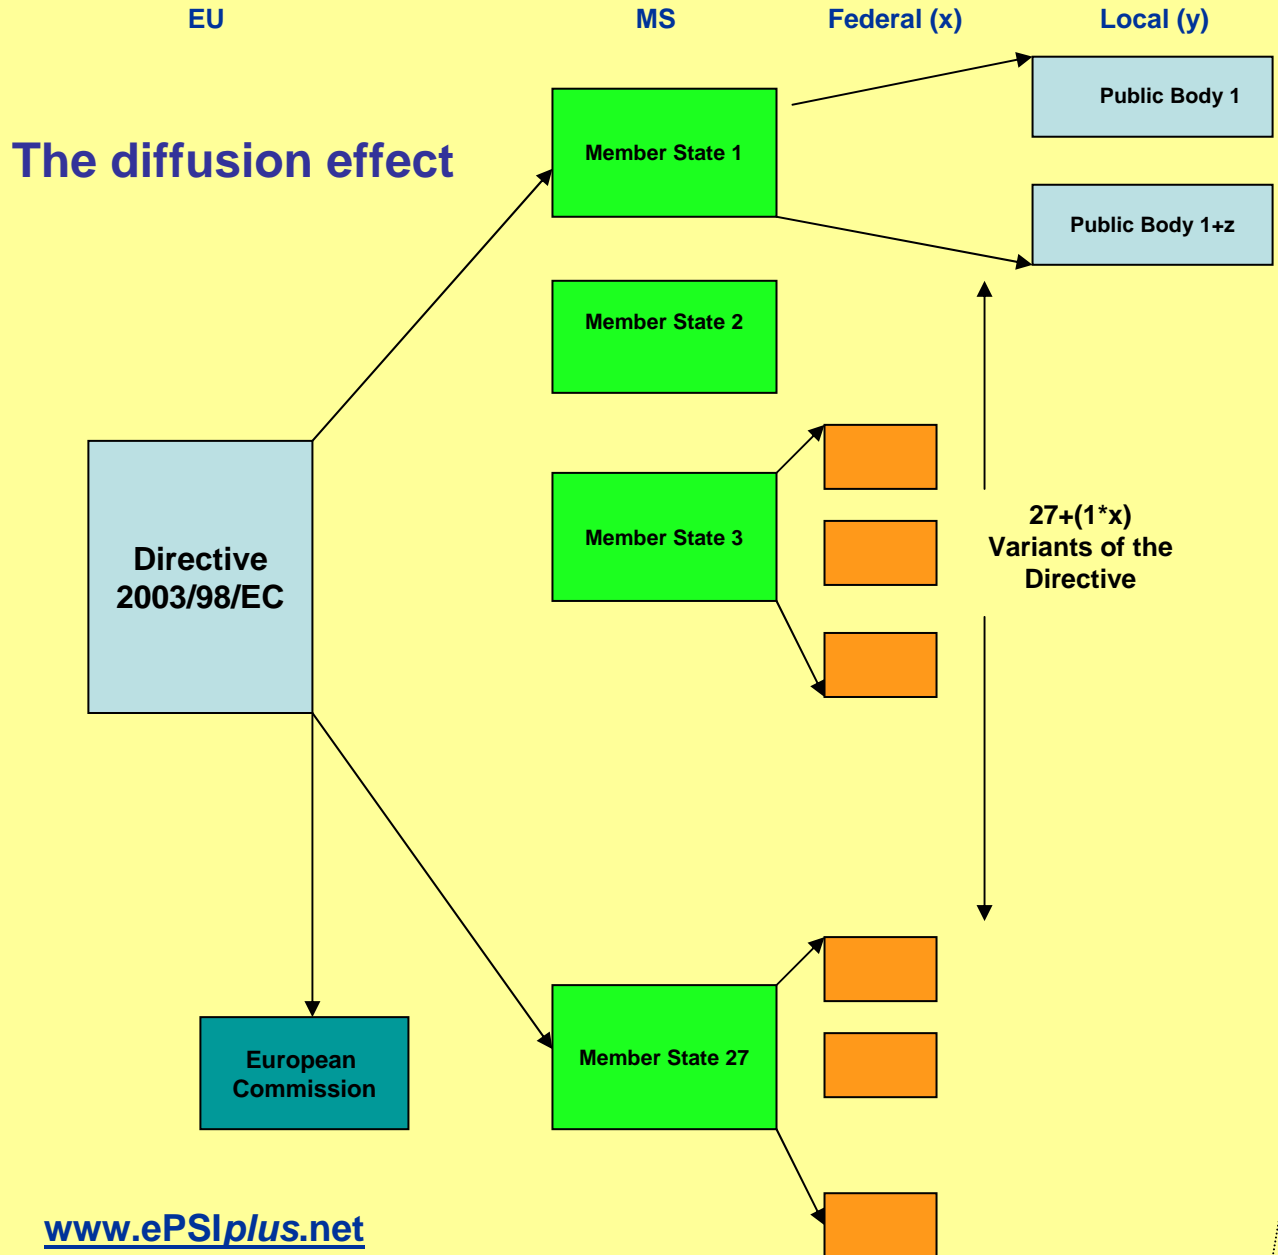 EU MS Federal (x) Local (y)
The diffusion effect
Member State 1
Public Body 1
Public Body 1+z
Member State 2
Member State 3
27+(1*x)
Variants of the
Directive
Directive
2003/98/EC
European
Commission
Member State 27
www.ePSIplus.net